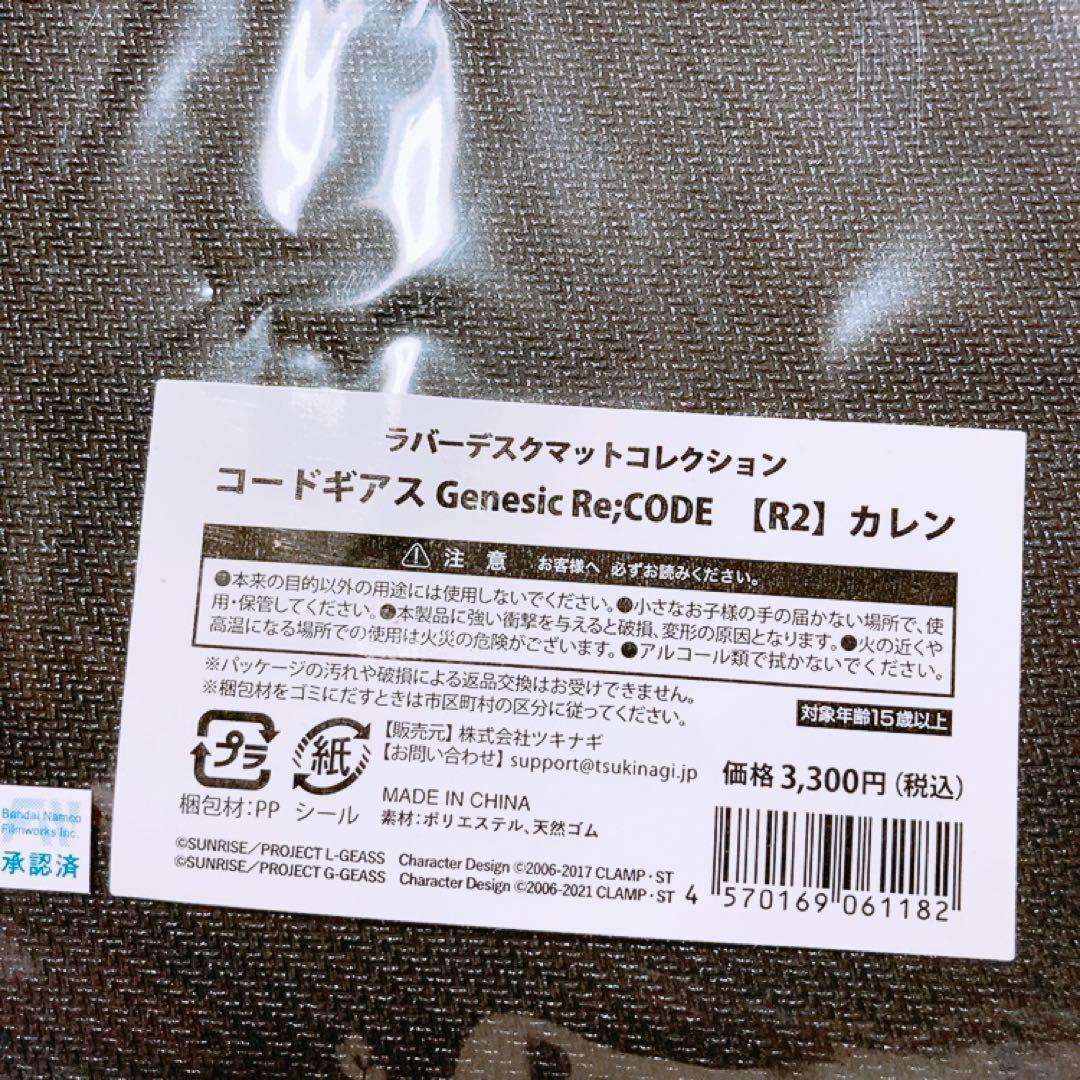 ラバーデスクマットコレクション
コードギアス Genesic Re;CODE 【R2】 カレン
⚠ 注 意 お客様へ 必ずお読みください。
●本来の目的以外の用途には使用しないでください。●小さなお子様の手の届かない場所で、使
用・保管してください。●本製品に強い衝撃を与えると破損、変形の原因となります。●火の近くや
高温になる場所での使用は火災の危険がございます。●アルコール類で拭かないでください。
※パッケージの汚れや破損による返品交換はお受けできません。
※梱包材をゴミにだすときは市区町村の区分に従ってください。
対象年齢15歳以上
プラ
紙
梱包材：PP シール
【販売元】株式会社ツキナギ
【お問い合わせ】support@tsukinagi.jp
価格 3,300円（税込）
MADE IN CHINA
素材：ポリエステル、天然ゴム
©SUNRISE／PROJECT L-GEASS Character Design ©2006-2017 CLAMP・ST
©SUNRISE／PROJECT G-GEASS Character Design ©2006-2021 CLAMP・ST
4 570169 061182
Bandai Namco
Filmworks Inc.
承認済